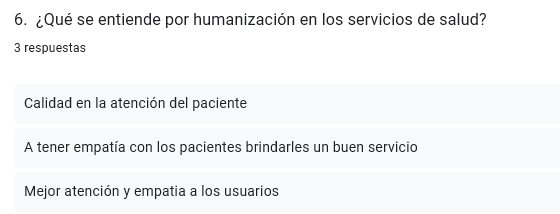 6. ¿Qué se entiende por humanización en los servicios de salud?
3 respuestas
Calidad en la atención del paciente
A tener empatía con los pacientes brindarles un buen servicio
Mejor atención y empatia a los usuarios